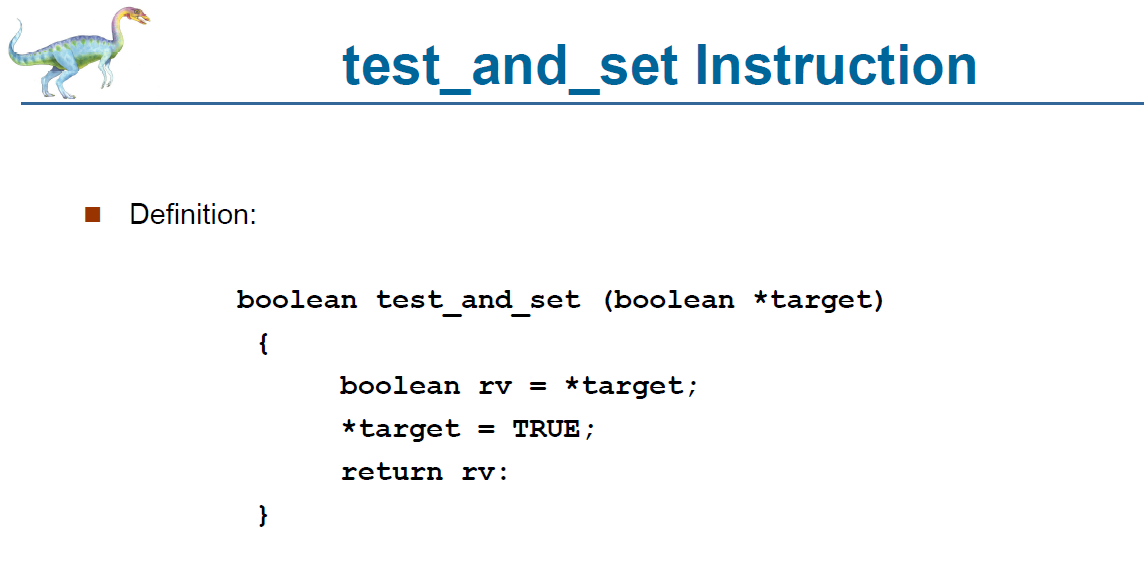 test_and_set Instruction
Definition:
boolean test_and_set (boolean *target)
{
boolean rv = *target;
*target = TRUE;
return rv:
}